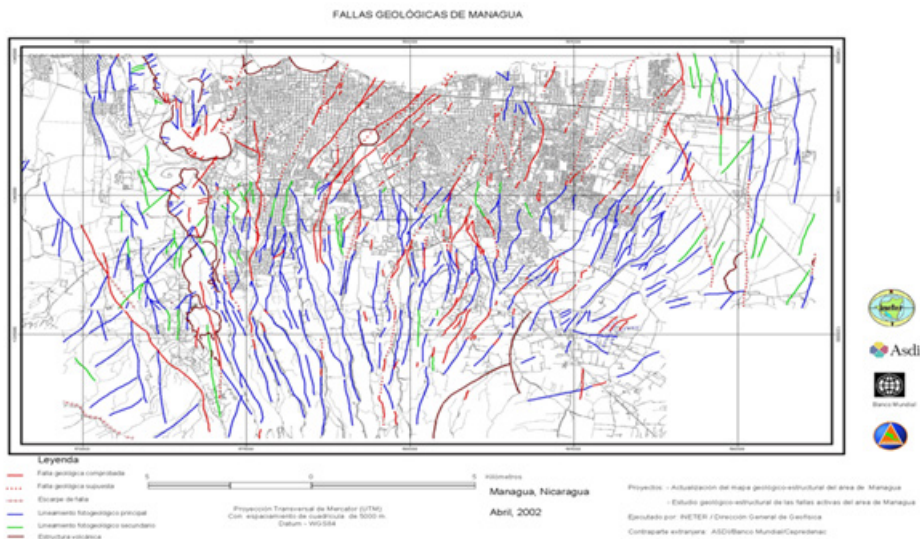 FALLAS GEOLÓGICAS DE MANAGUA
Ineter
Asdi
Banco Mundial
Leyenda
Falla geológica comprobada
Falla geológica supuesta
Escarpe de falla
Lineamiento fotogeológico principal
Lineamiento fotogeológico secundario
Estructura volcánica
5 0 5 Kilómetros
Proyección Transversal de Mercator (UTM)
Con espaciamiento de cuadrícula de 5000 m.
Datum - WGS84
Managua, Nicaragua
Abril, 2002
Proyectos: - Actualización del mapa geológico-estructural del área de Managua
- Estudio geológico-estructural de las fallas activas del área de Managua
Ejecutado por: INETER / Dirección General de Geofísica
Contraparte extranjera: ASDI/Banco Mundial/Cepredenac